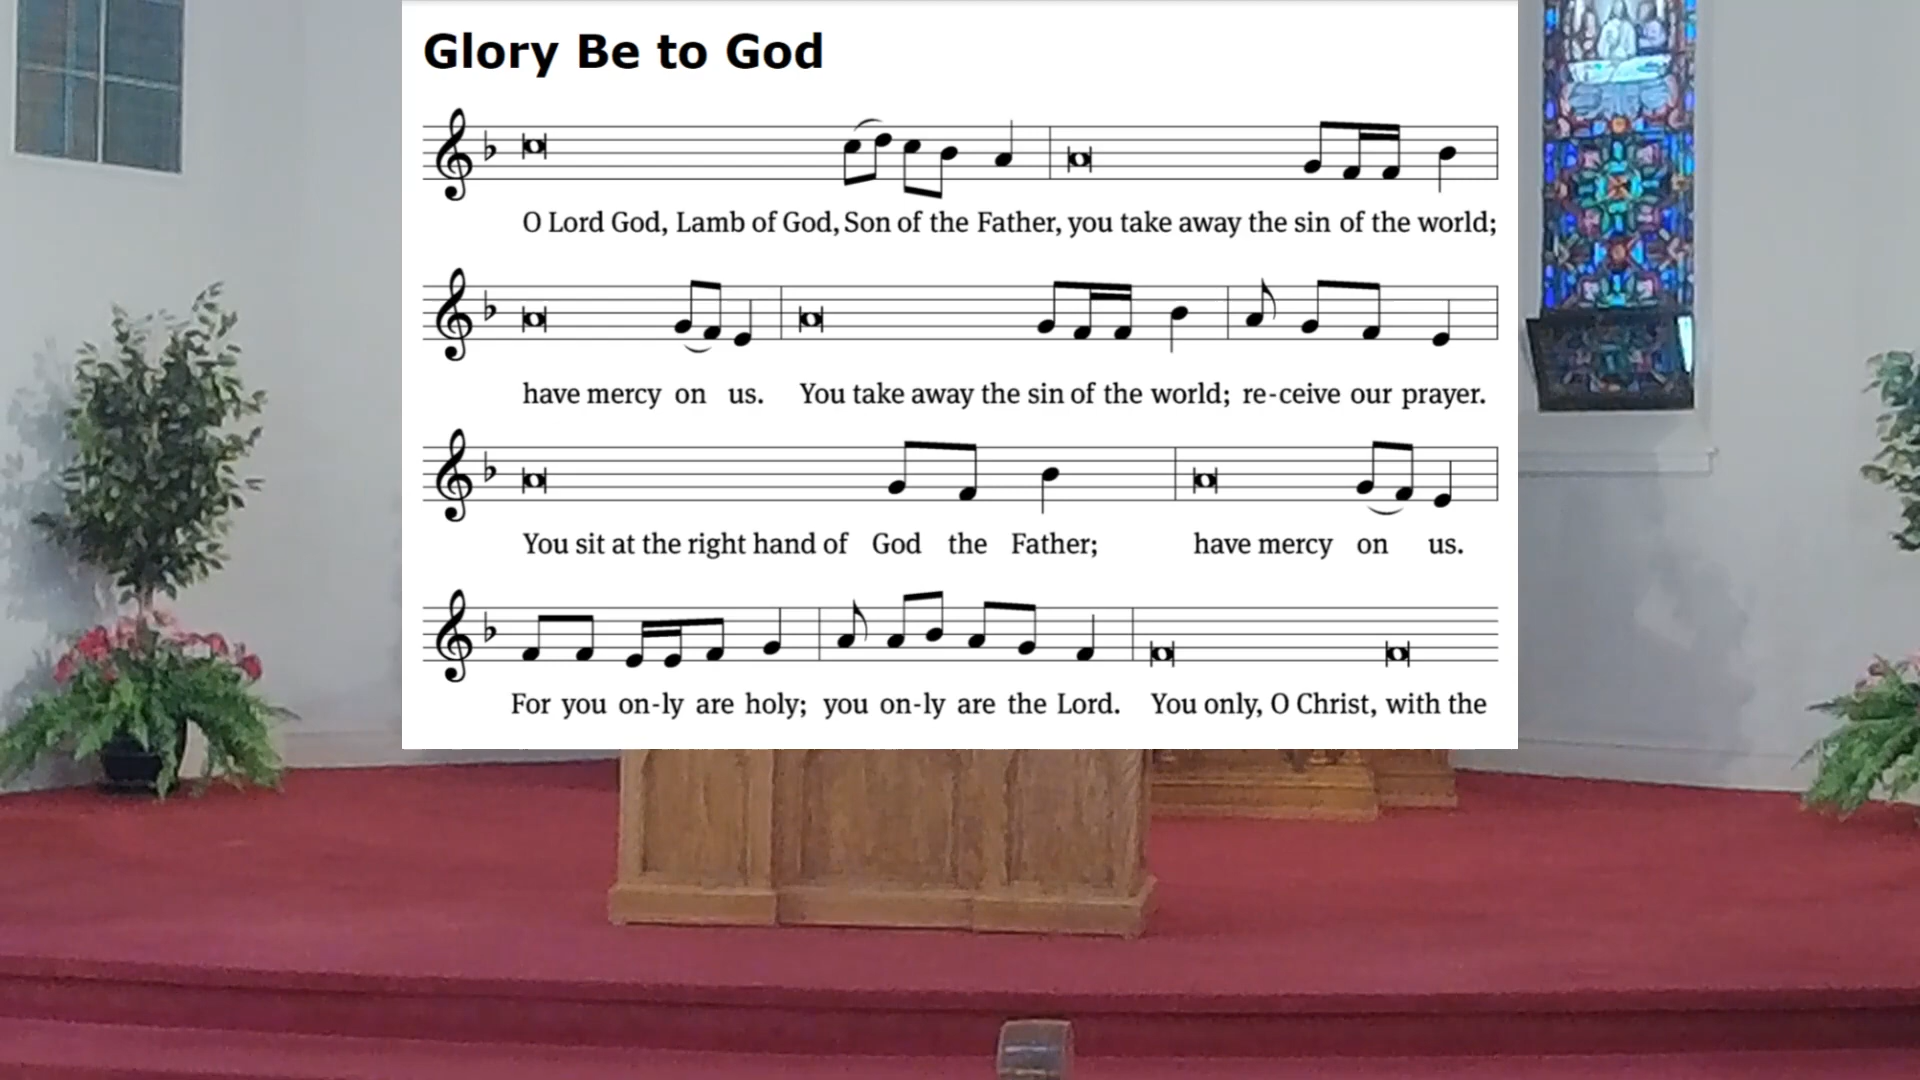 Glory Be to God
O Lord God, Lamb of God, Son of the Father, you take away the sin of the world;
have mercy on us. You take away the sin of the world; re-ceive our prayer.
You sit at the right hand of God the Father; have mercy on us.
For you on-ly are holy; you on-ly are the Lord. You only, O Christ, with the